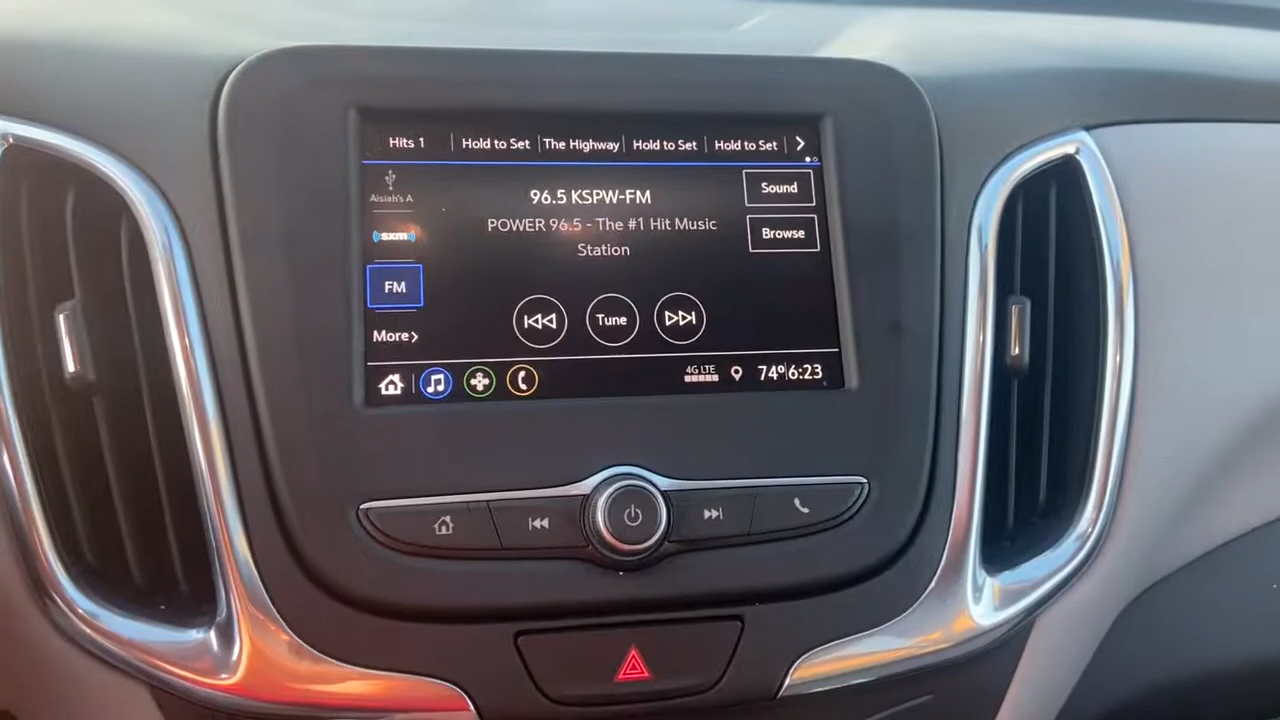 Hits 1 Hold to Set The Highway Hold to Set Hold to Set
Aisiah's A
96.5 KSPW-FM
Sound
POWER 96.5 - The #1 Hit Music
Station
sxm
Browse
FM
Tune
More
4G LTE
74° 6:23